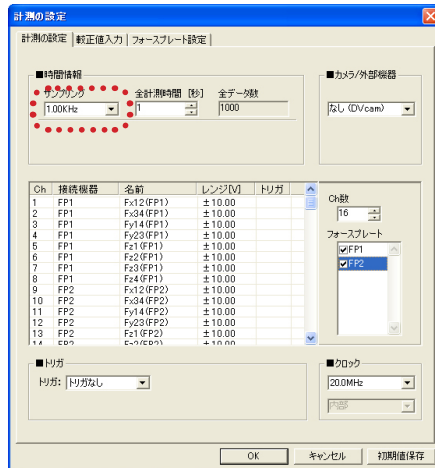 計測の設定
計測の設定 較正値入力 フォースプレート設定
■時間情報
サンプリング 全計測時間 [秒] 全データ数
1.00KHz 1 1000
■カメラ/外部機器
なし (DVcam)
Ch 接続機器 名前 レンジ[V] トリガ
1 FP1 Fx12(FP1) ±10.00
2 FP1 Fx34(FP1) ±10.00
3 FP1 Fy14(FP1) ±10.00
4 FP1 Fy23(FP1) ±10.00
5 FP1 Fz1(FP1) ±10.00
6 FP1 Fz2(FP1) ±10.00
7 FP1 Fz3(FP1) ±10.00
8 FP1 Fz4(FP1) ±10.00
9 FP2 Fx12(FP2) ±10.00
10 FP2 Fx34(FP2) ±10.00
11 FP2 Fy14(FP2) ±10.00
12 FP2 Fy23(FP2) ±10.00
13 FP2 Fz1(FP2) ±10.00
14 FP2 Fz2(FP2) ±10.00
Ch数
16
フォースプレート
FP1
FP2
■トリガ
トリガ: トリガなし
■クロック
20.0MHz
内部
OK キャンセル 初期値保存